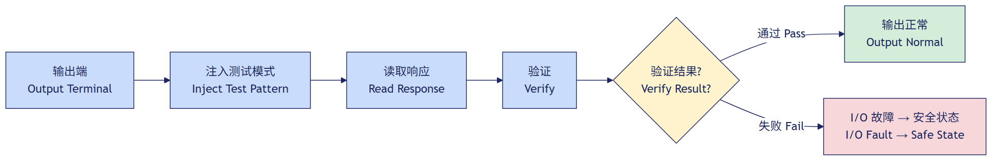 输出端
Output Terminal
注入测试模式
Inject Test Pattern
读取响应
Read Response
验证
Verify
验证结果?
Verify Result?
通过 Pass
输出正常
Output Normal
失败 Fail
I/O 故障 → 安全状态
I/O Fault → Safe State